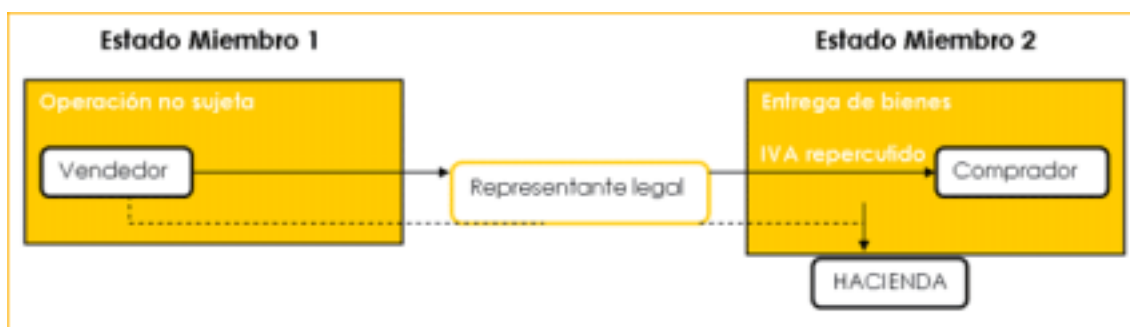 Estado Miembro 1
Estado Miembro 2
Operación no sujeta
Entrega de bienes
Vendedor
Representante legal
IVA repercutido
Comprador
HACIENDA